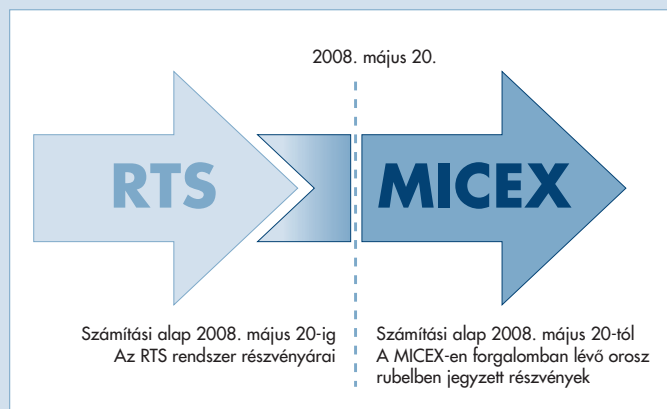 2008. május 20.
RTS
MICEX
Számítási alap 2008. május 20-ig
Az RTS rendszer részvényárai
Számítási alap 2008. május 20-tól
A MICEX-en forgalomban lévő orosz
rubelben jegyzett részvények